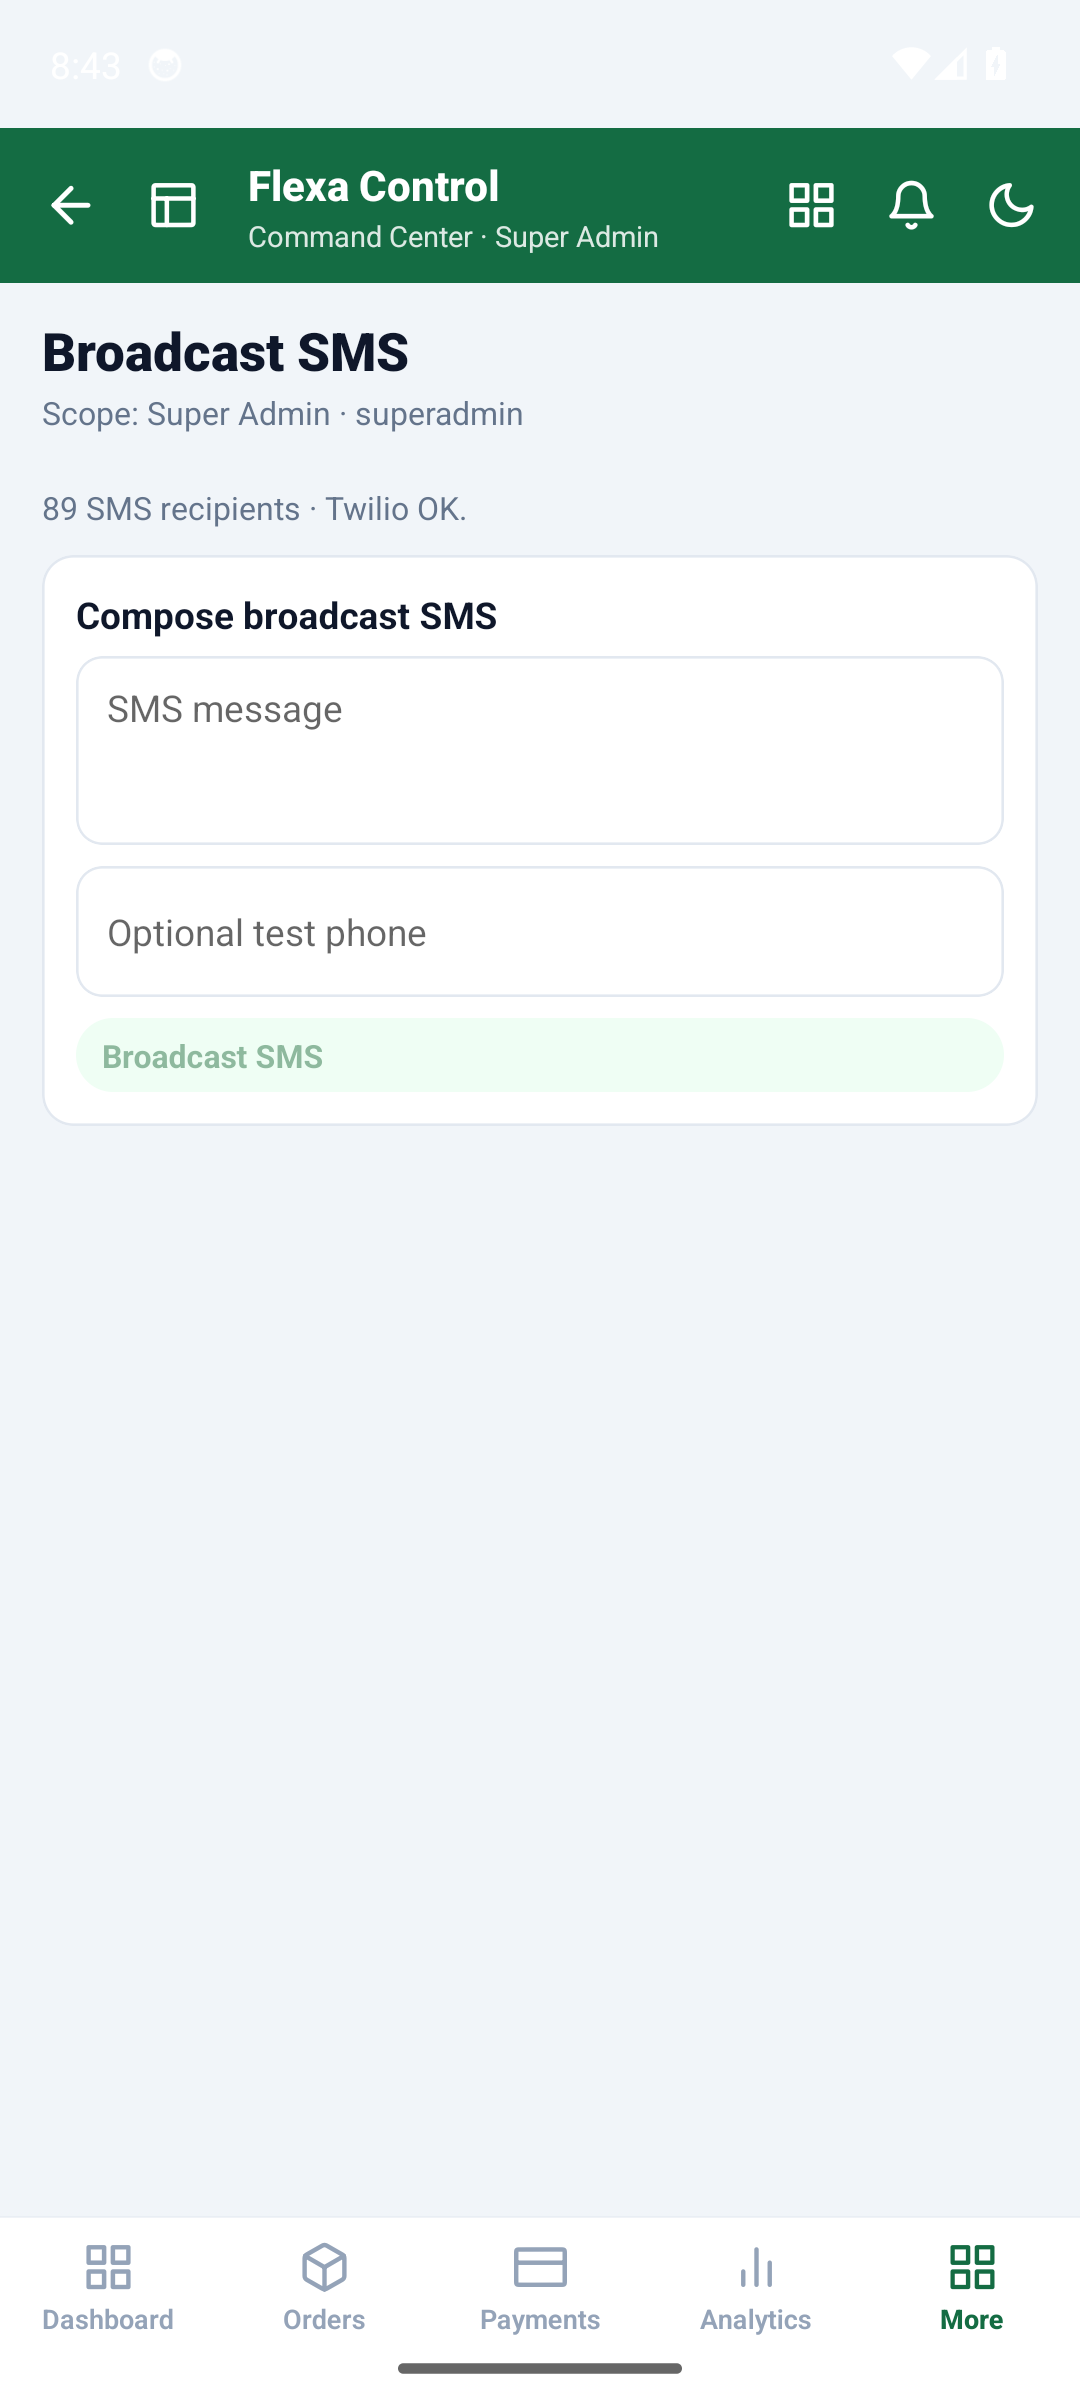 8:43
Flexa Control
Command Center · Super Admin
Broadcast SMS
Scope: Super Admin · superadmin
89 SMS recipients · Twilio OK.
Compose broadcast SMS
SMS message
Optional test phone
Broadcast SMS
Dashboard
Orders
Payments
Analytics
More